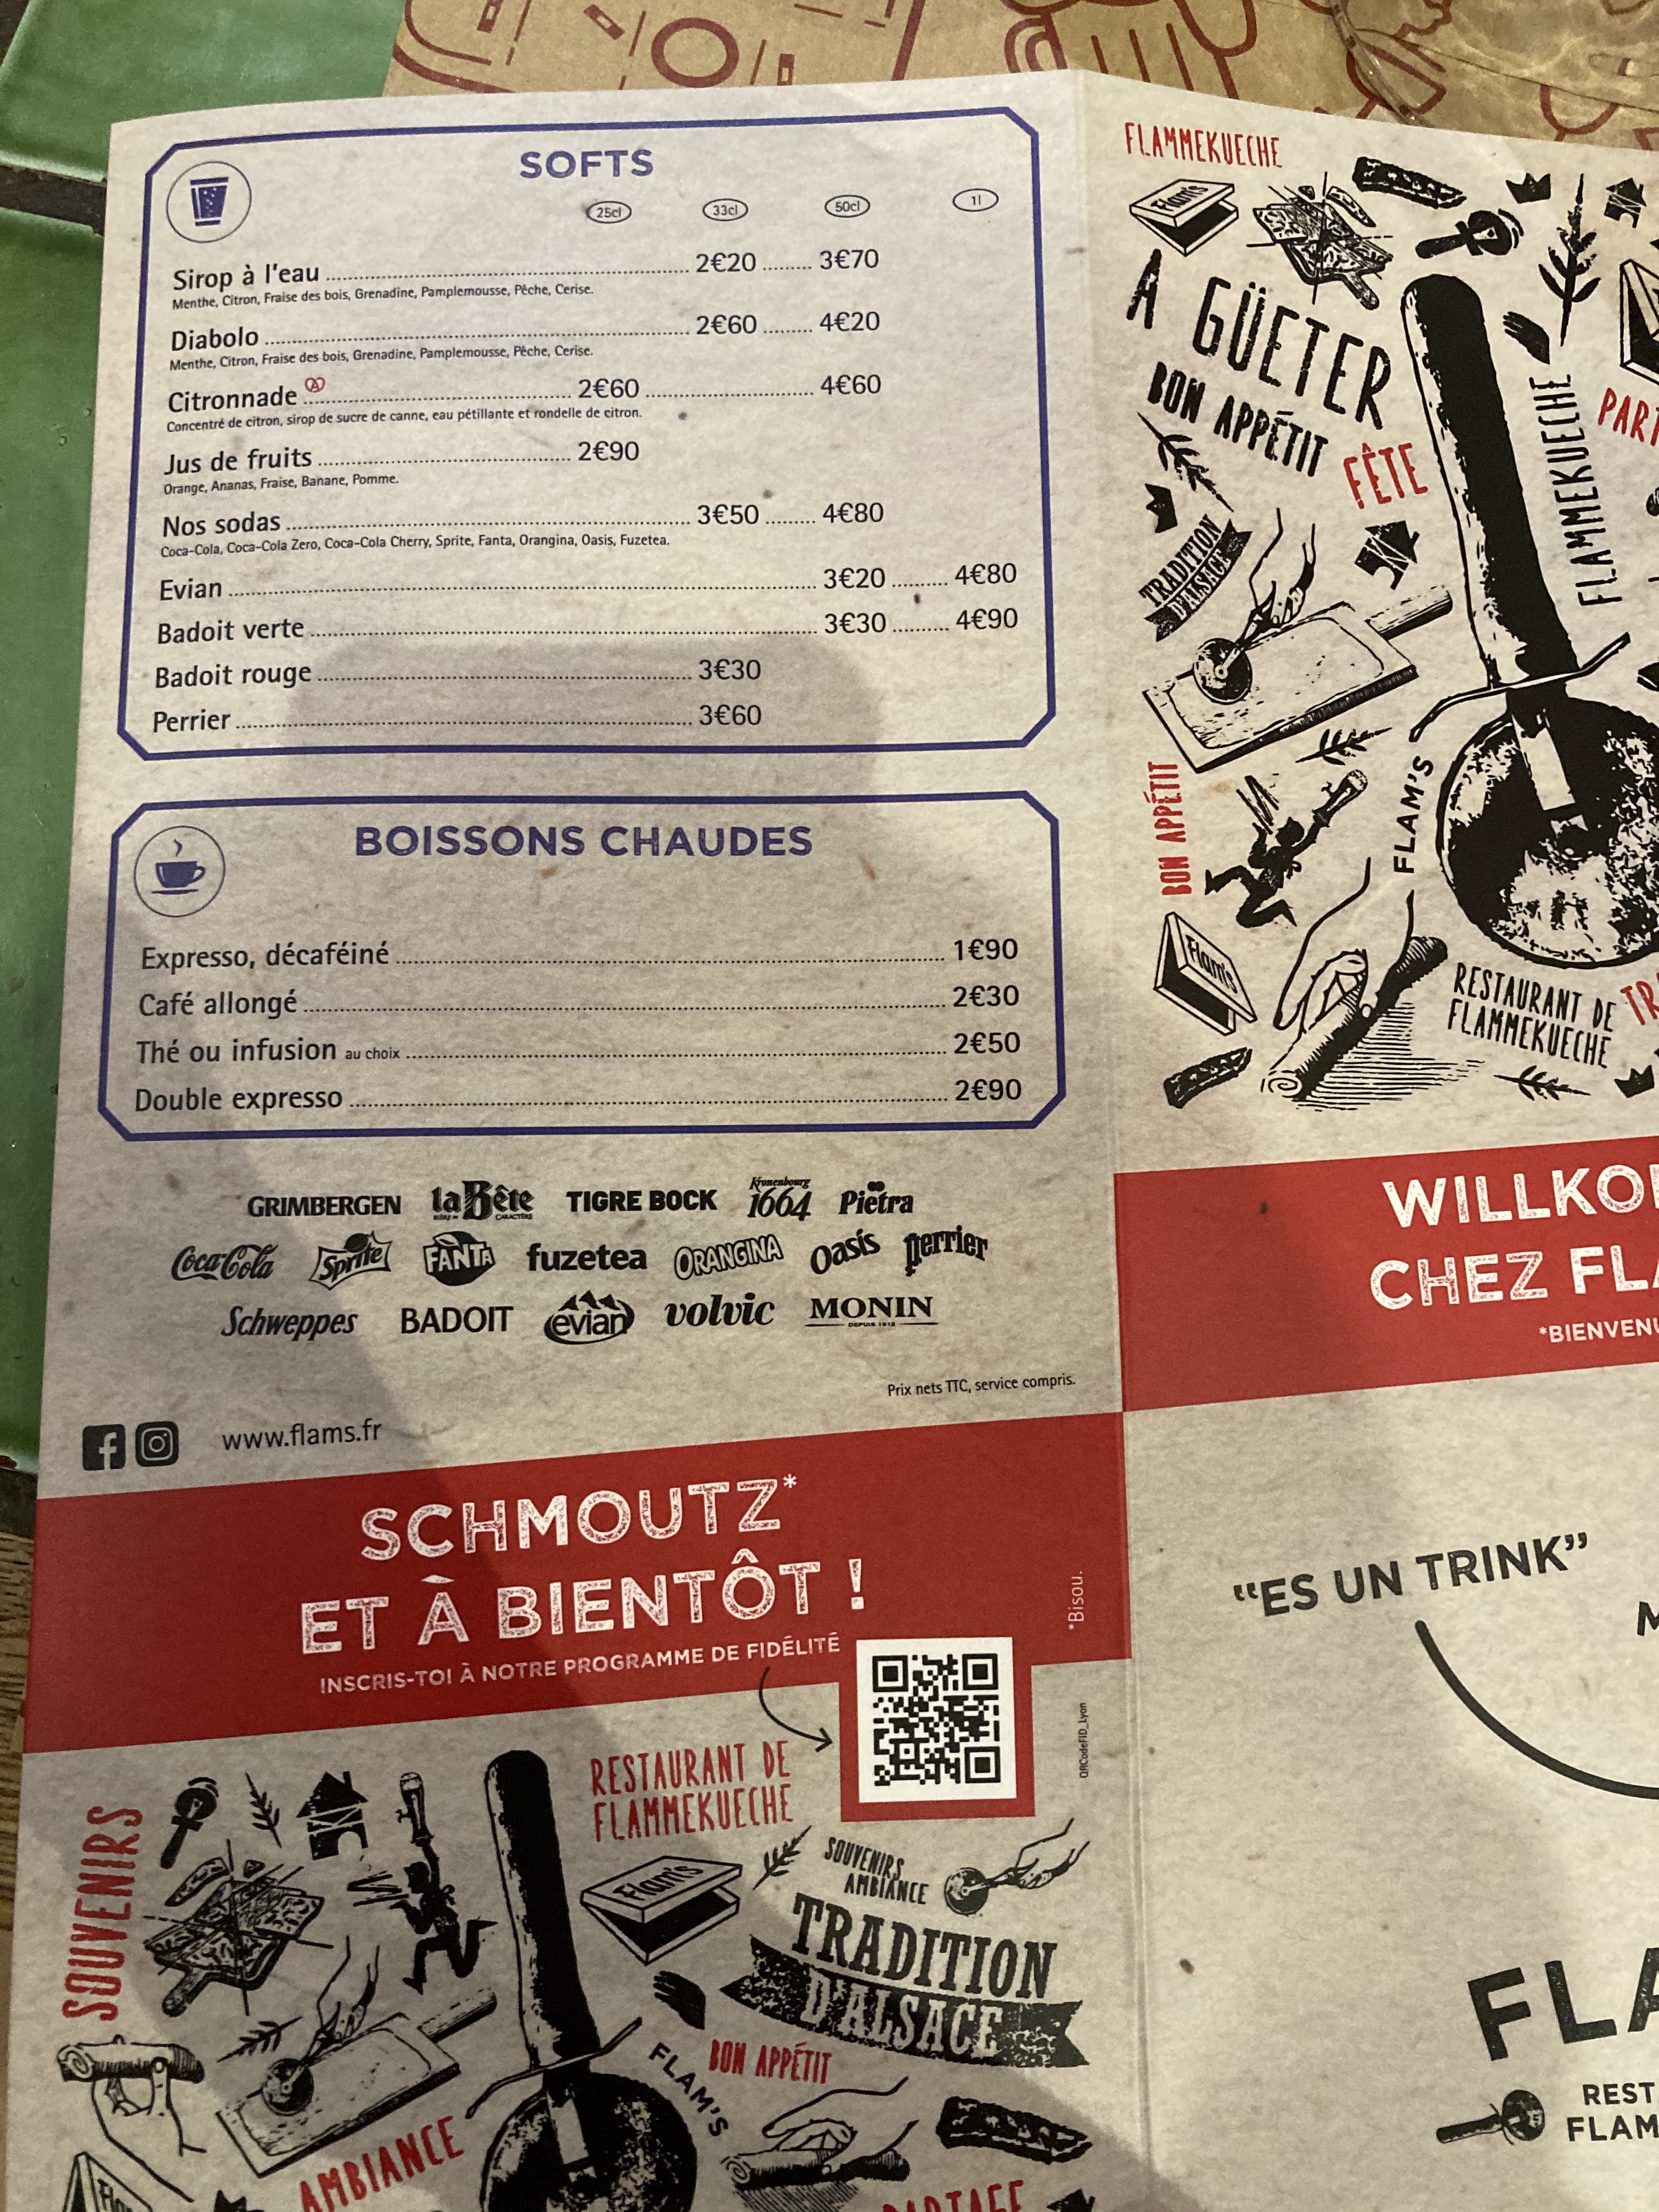 SOFTS
25cl 33cl 50cl 1l
Sirop à l'eau 2€20 3€70
Menthe, Citron, Fraise des bois, Grenadine, Pamplemousse, Pêche, Cerise.
Diabolo 2€60 4€20
Menthe, Citron, Fraise des bois, Grenadine, Pamplemousse, Pêche, Cerise.
Citronnade 2€60 4€60
Concentré de citron, sirop de sucre de canne, eau pétillante et rondelle de citron.
Jus de fruits 2€90
Orange, Ananas, Fraise, Banane, Pomme.
Nos sodas 3€50 4€80
Coca-Cola, Coca-Cola Zero, Coca-Cola Cherry, Sprite, Fanta, Orangina, Oasis, Fuzetea.
Evian 3€20 4€80
Badoit verte 3€30 4€90
Badoit rouge 3€30
Perrier 3€60
BOISSONS CHAUDES
Expresso, décaféiné 1€90
Café allongé 2€30
Thé ou infusion au choix 2€50
Double expresso 2€90
GRIMBERGEN la Bête TIGRE BOCK Kronenbourg 1664 Pietra
Coca-Cola Sprite FANTA fuzetea ORANGINA Oasis perrier
Schweppes BADOIT evian volvic MONIN
DEPUIS 1912
Prix nets TTC, service compris.
www.flams.fr
SCHMOUTZ*
ET À BIENTÔT !
INSCRIS-TOI À NOTRE PROGRAMME DE FIDÉLITÉ
*Bisou.
QRCodeFID_Lyon
SOUVENIRS
RESTAURANT DE
FLAMMEKUECHE
Flam's
SOUVENIRS
AMBIANCE
TRADITION
D'ALSACE
BON APPÉTIT
FLAM'S
AMBIANCE
PARTAGE
FLAMMEKUECHE
Flam's
A GÜETER
BON APPÉTIT
FÊTE
FLAMMEKUECHE
TRADITION
D'ALSACE
BON APPÉTIT
FLAM'S
Flam's
RESTAURANT DE
FLAMMEKUECHE
CHEZ
"ES UN TRINK"